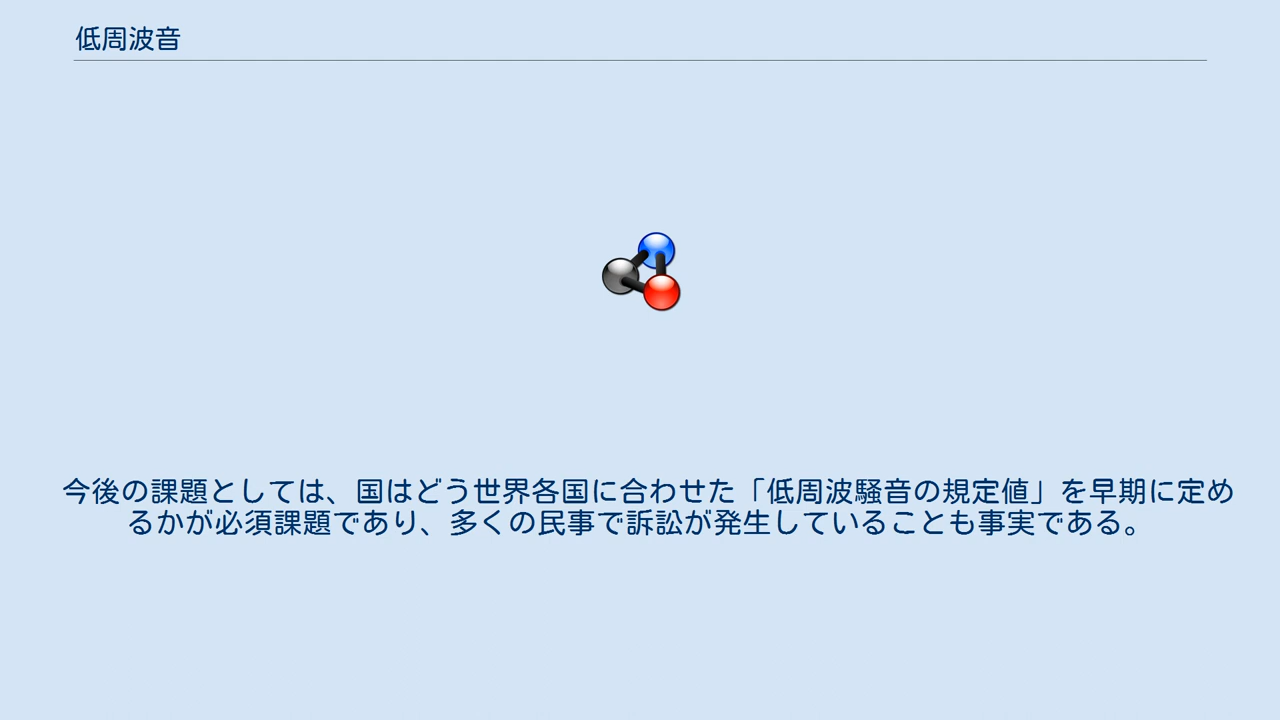 低周波音
今後の課題としては、国はどう世界各国に合わせた「低周波騒音の規定値」を早期に定め
るかが必須課題であり、多くの民事で訴訟が発生していることも事実である。